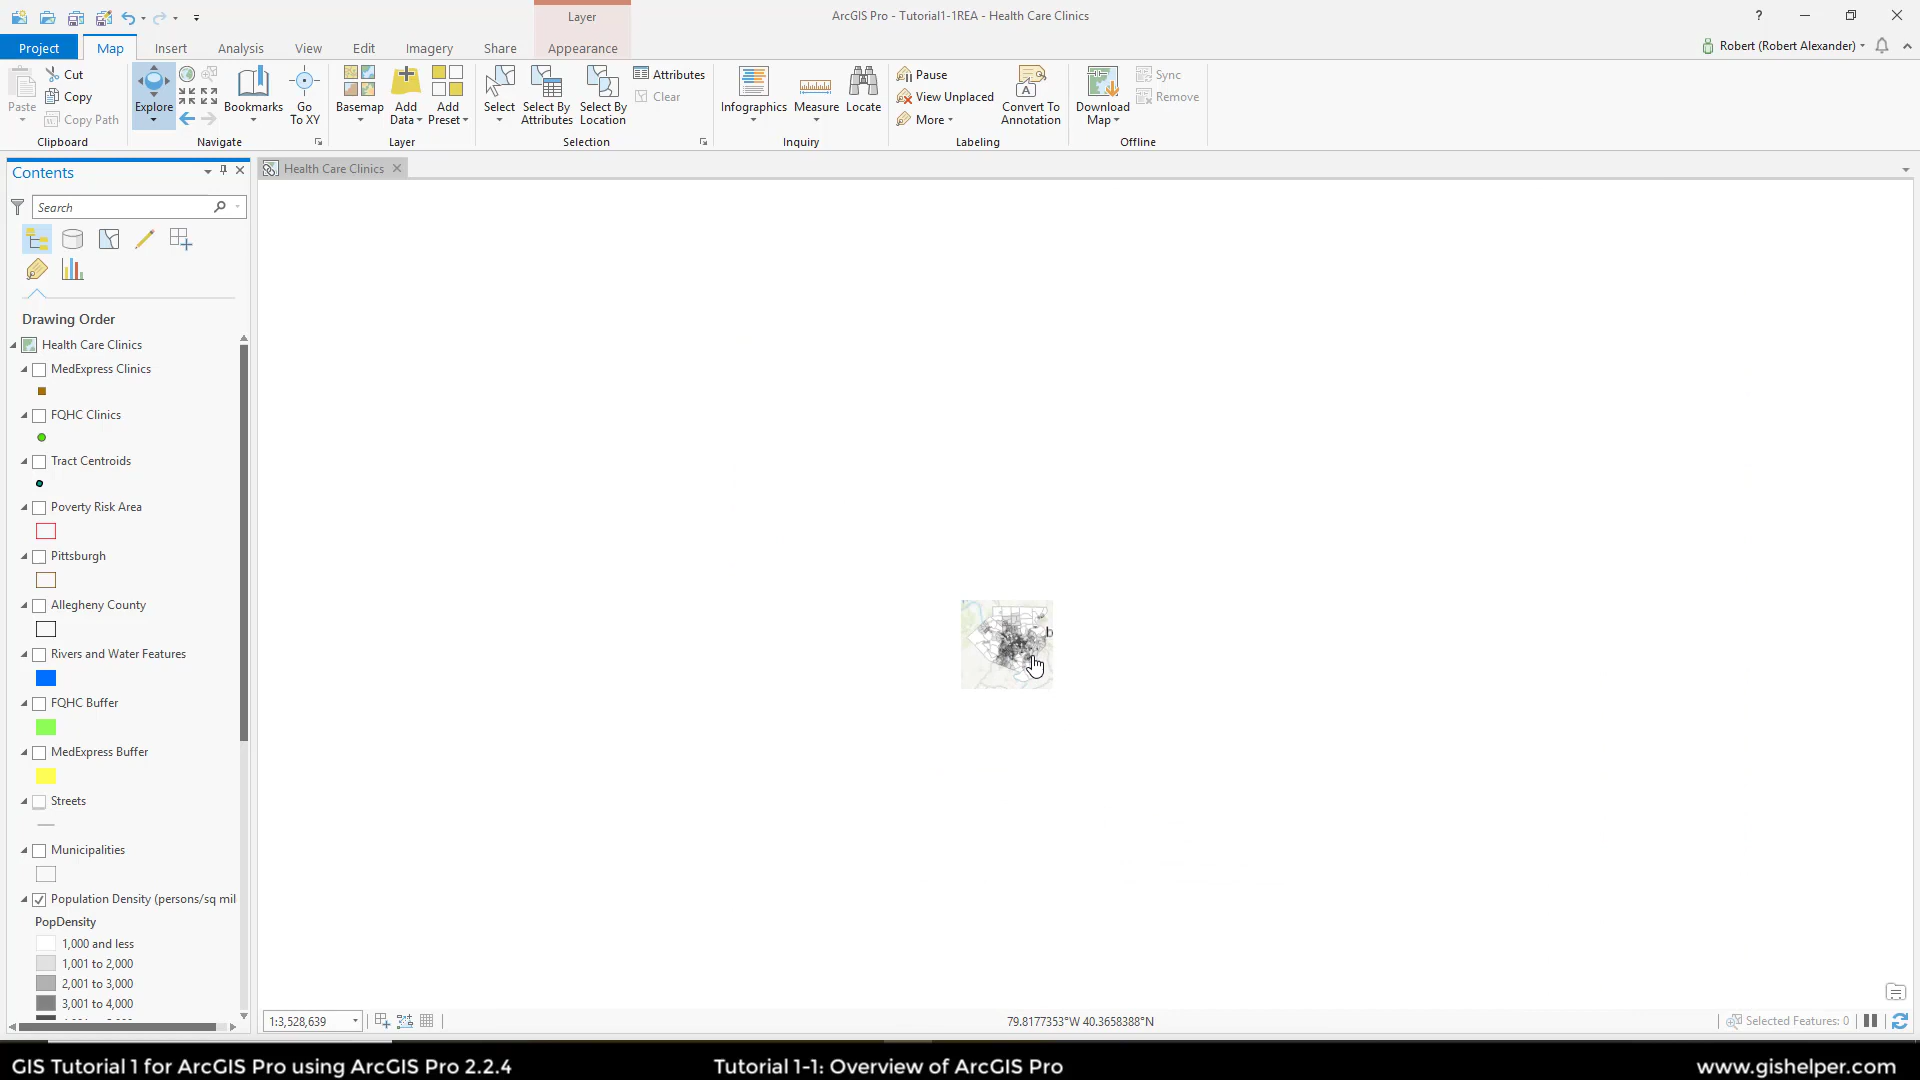 Layer
ArcGIS Pro - Tutorial1-1REA - Health Care Clinics
?
Project
Map
Insert
Analysis
View
Edit
Imagery
Share
Appearance
Robert (Robert Alexander)
Paste
Cut
Copy
Copy Path
Clipboard
Explore
Bookmarks
Go
To XY
Navigate
Basemap
Add
Data
Add
Preset
Layer
Select
Select By
Attributes
Select By
Location
Attributes
Clear
Selection
Infographics
Measure
Locate
Inquiry
Pause
View Unplaced
More
Convert To
Annotation
Labeling
Download
Map
Sync
Remove
Offline
Contents
Health Care Clinics
Search
Drawing Order
Health Care Clinics
MedExpress Clinics
FQHC Clinics
Tract Centroids
Poverty Risk Area
Pittsburgh
Allegheny County
Rivers and Water Features
FQHC Buffer
MedExpress Buffer
Streets
Municipalities
Population Density (persons/sq mil
PopDensity
1,000 and less
1,001 to 2,000
2,001 to 3,000
3,001 to 4,000
b
1:3,528,639
79.8177353°W 40.3658388°N
Selected Features: 0
GIS Tutorial 1 for ArcGIS Pro using ArcGIS Pro 2.2.4
Tutorial 1-1: Overview of ArcGIS Pro
www.gishelper.com